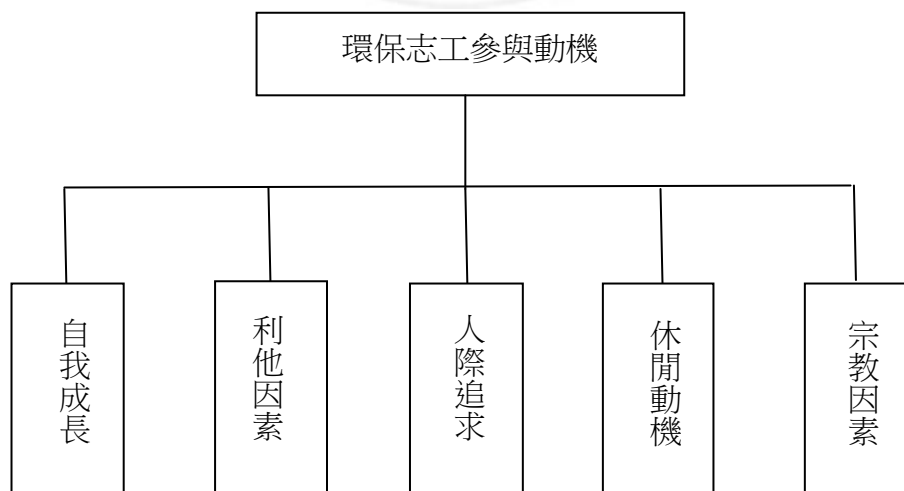 環保志工參與動機
自我成長
利他因素
人際追求
休閒動機
宗教因素